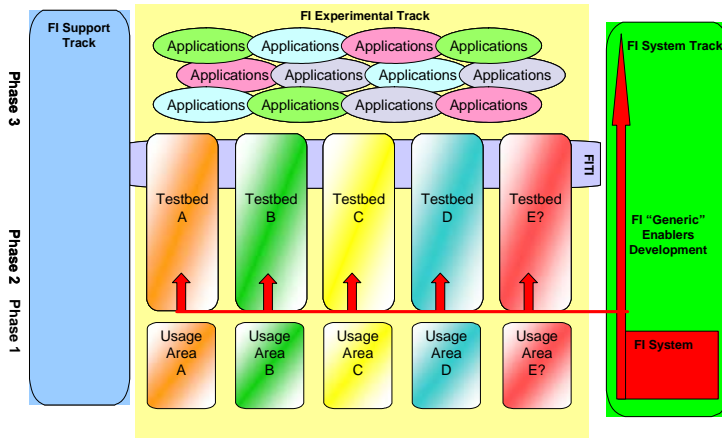 FI Experimental Track
FI Support
Track
FI System Track
Applications Applications Applications Applications
Applications Applications Applications Applications
Applications Applications Applications Applications
Phase 3
FITI
Testbed
A
Testbed
B
Testbed
C
Testbed
D
Testbed
E?
FI “Generic”
Enablers
Development
Phase 2
Phase 1
Usage
Area
A
Usage
Area
B
Usage
Area
C
Usage
Area
D
Usage
Area
E?
FI System